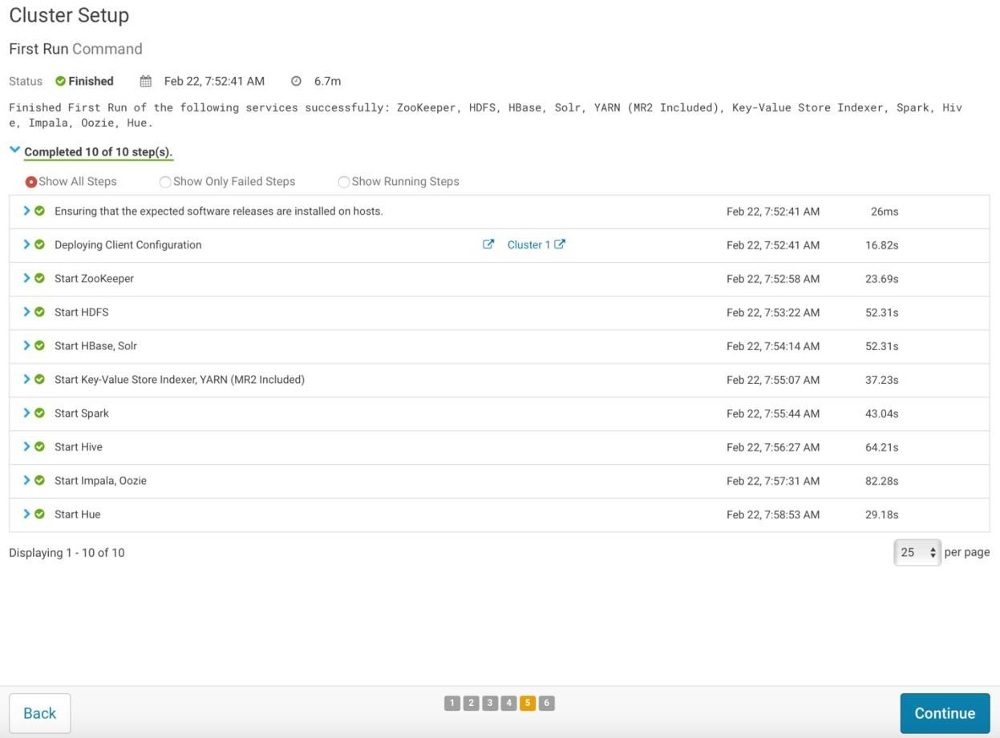 Cluster Setup
First Run Command
Status Finished Feb 22, 7:52:41 AM 6.7m
Finished First Run of the following services successfully: ZooKeeper, HDFS, HBase, Solr, YARN (MR2 Included), Key-Value Store Indexer, Spark, Hiv
e, Impala, Oozie, Hue.
Completed 10 of 10 step(s).
Show All Steps Show Only Failed Steps Show Running Steps
Ensuring that the expected software releases are installed on hosts. Feb 22, 7:52:41 AM 26ms
Deploying Client Configuration Cluster 1 Feb 22, 7:52:41 AM 16.82s
Start ZooKeeper Feb 22, 7:52:58 AM 23.69s
Start HDFS Feb 22, 7:53:22 AM 52.31s
Start HBase, Solr Feb 22, 7:54:14 AM 52.31s
Start Key-Value Store Indexer, YARN (MR2 Included) Feb 22, 7:55:07 AM 37.23s
Start Spark Feb 22, 7:55:44 AM 43.04s
Start Hive Feb 22, 7:56:27 AM 64.21s
Start Impala, Oozie Feb 22, 7:57:31 AM 82.28s
Start Hue Feb 22, 7:58:53 AM 29.18s
Displaying 1 - 10 of 10 25 per page
Back 1 2 3 4 5 6 Continue